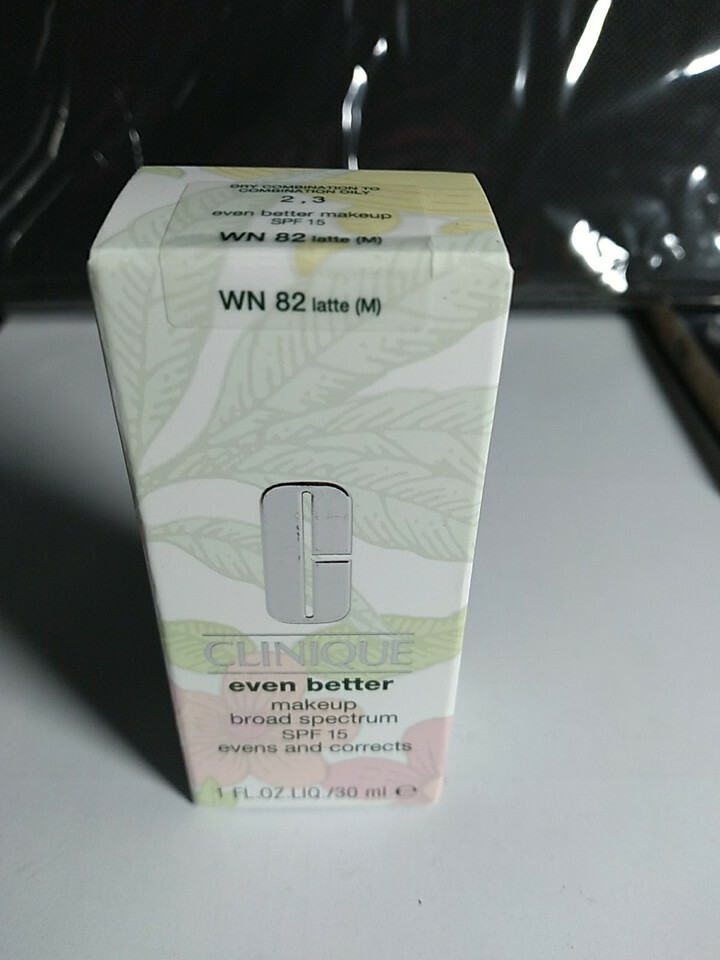 DRY COMBINATION TO
COMBINATION OILY
2, 3
even better makeup
SPF 15
WN 82 latte (M)
WN 82 latte (M)
CLINIQUE
even better
makeup
broad spectrum
SPF 15
evens and corrects
1 FL.OZ.LIQ./30 ml ℮